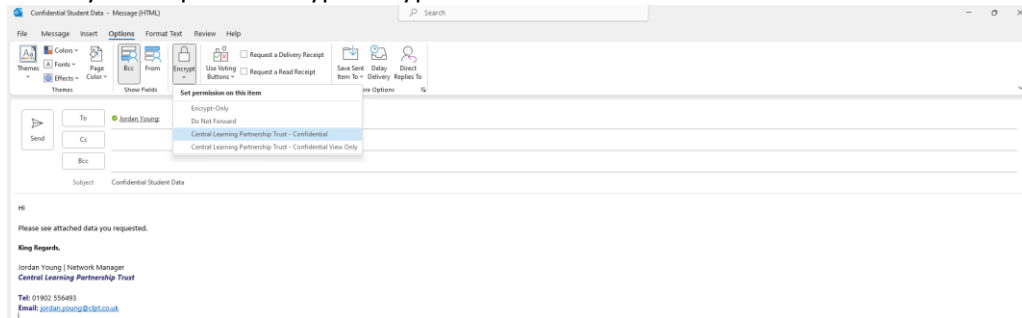 Confidential Student Data - Message (HTML)
Search
File Message Insert Options Format Text Review Help
Themes
Colors
Fonts
Effects
Page
Color
Bcc
From
Encrypt
Use Voting
Buttons
Request a Delivery Receipt
Request a Read Receipt
Save Sent
Item To
Delay
Delivery
Direct
Replies To
Themes
Show Fields
re Options
Set permission on this item
Encrypt-Only
Do Not Forward
Central Learning Partnership Trust - Confidential
Central Learning Partnership Trust - Confidential View Only
Send
To
Jordan Young;
Cc
Bcc
Subject
Confidential Student Data
Hi
Please see attached data you requested.
King Regards,
Jordan Young | Network Manager
Central Learning Partnership Trust
Tel: 01902 556493
Email: jordan.young@clpt.co.uk